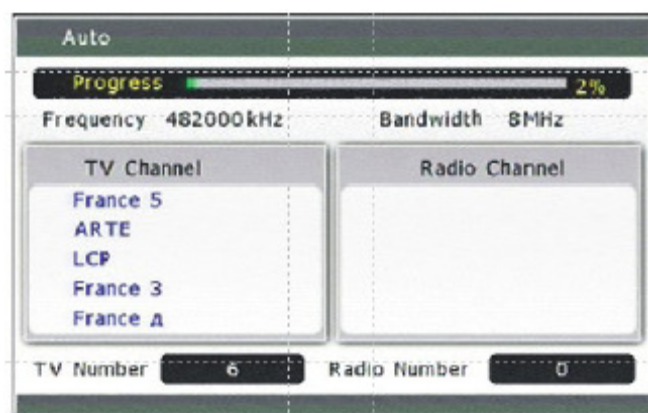 Auto
Progress 2%
Frequency 482000kHz Bandwidth 8MHz
TV Channel Radio Channel
France 5
ARTE
LCP
France 3
France д
TV Number 6 Radio Number 0